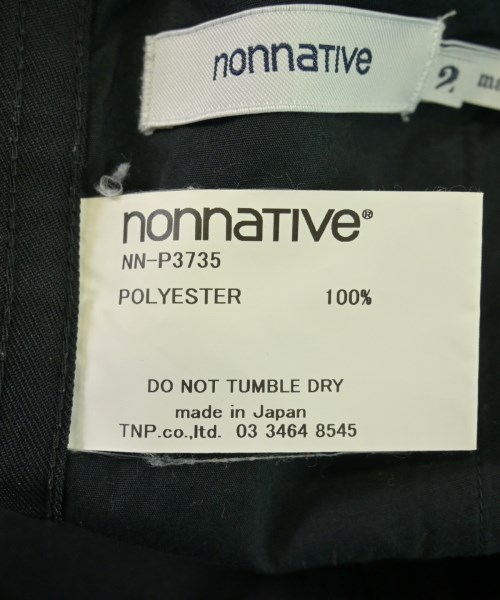 nonnative
2
nonnative®
NN-P3735
POLYESTER 100%
DO NOT TUMBLE DRY
made in Japan
TNP.co.,ltd. 03 3464 8545